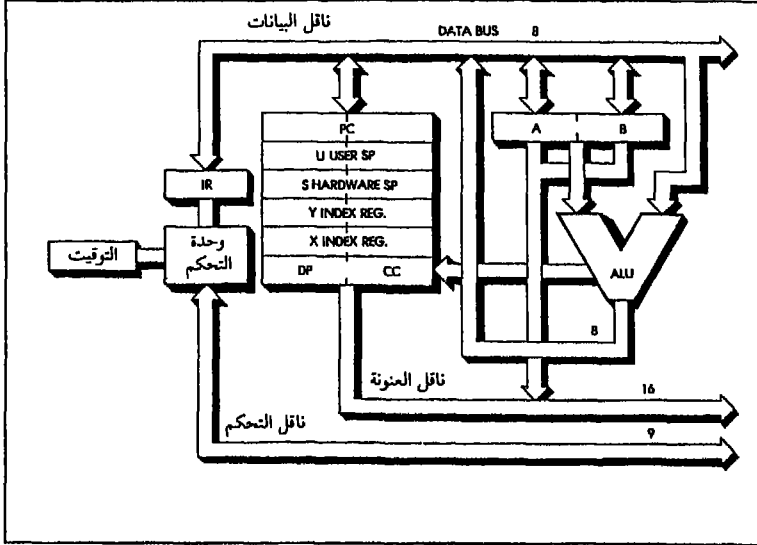 ناقل البيانات
DATA BUS 8
PC
A
B
U USER SP
S HARDWARE SP
Y INDEX REG.
X INDEX REG.
DP
CC
IR
وحدة
التحكم
التوقيت
ALU
8
ناقل العنونة
16
ناقل التحكم
9